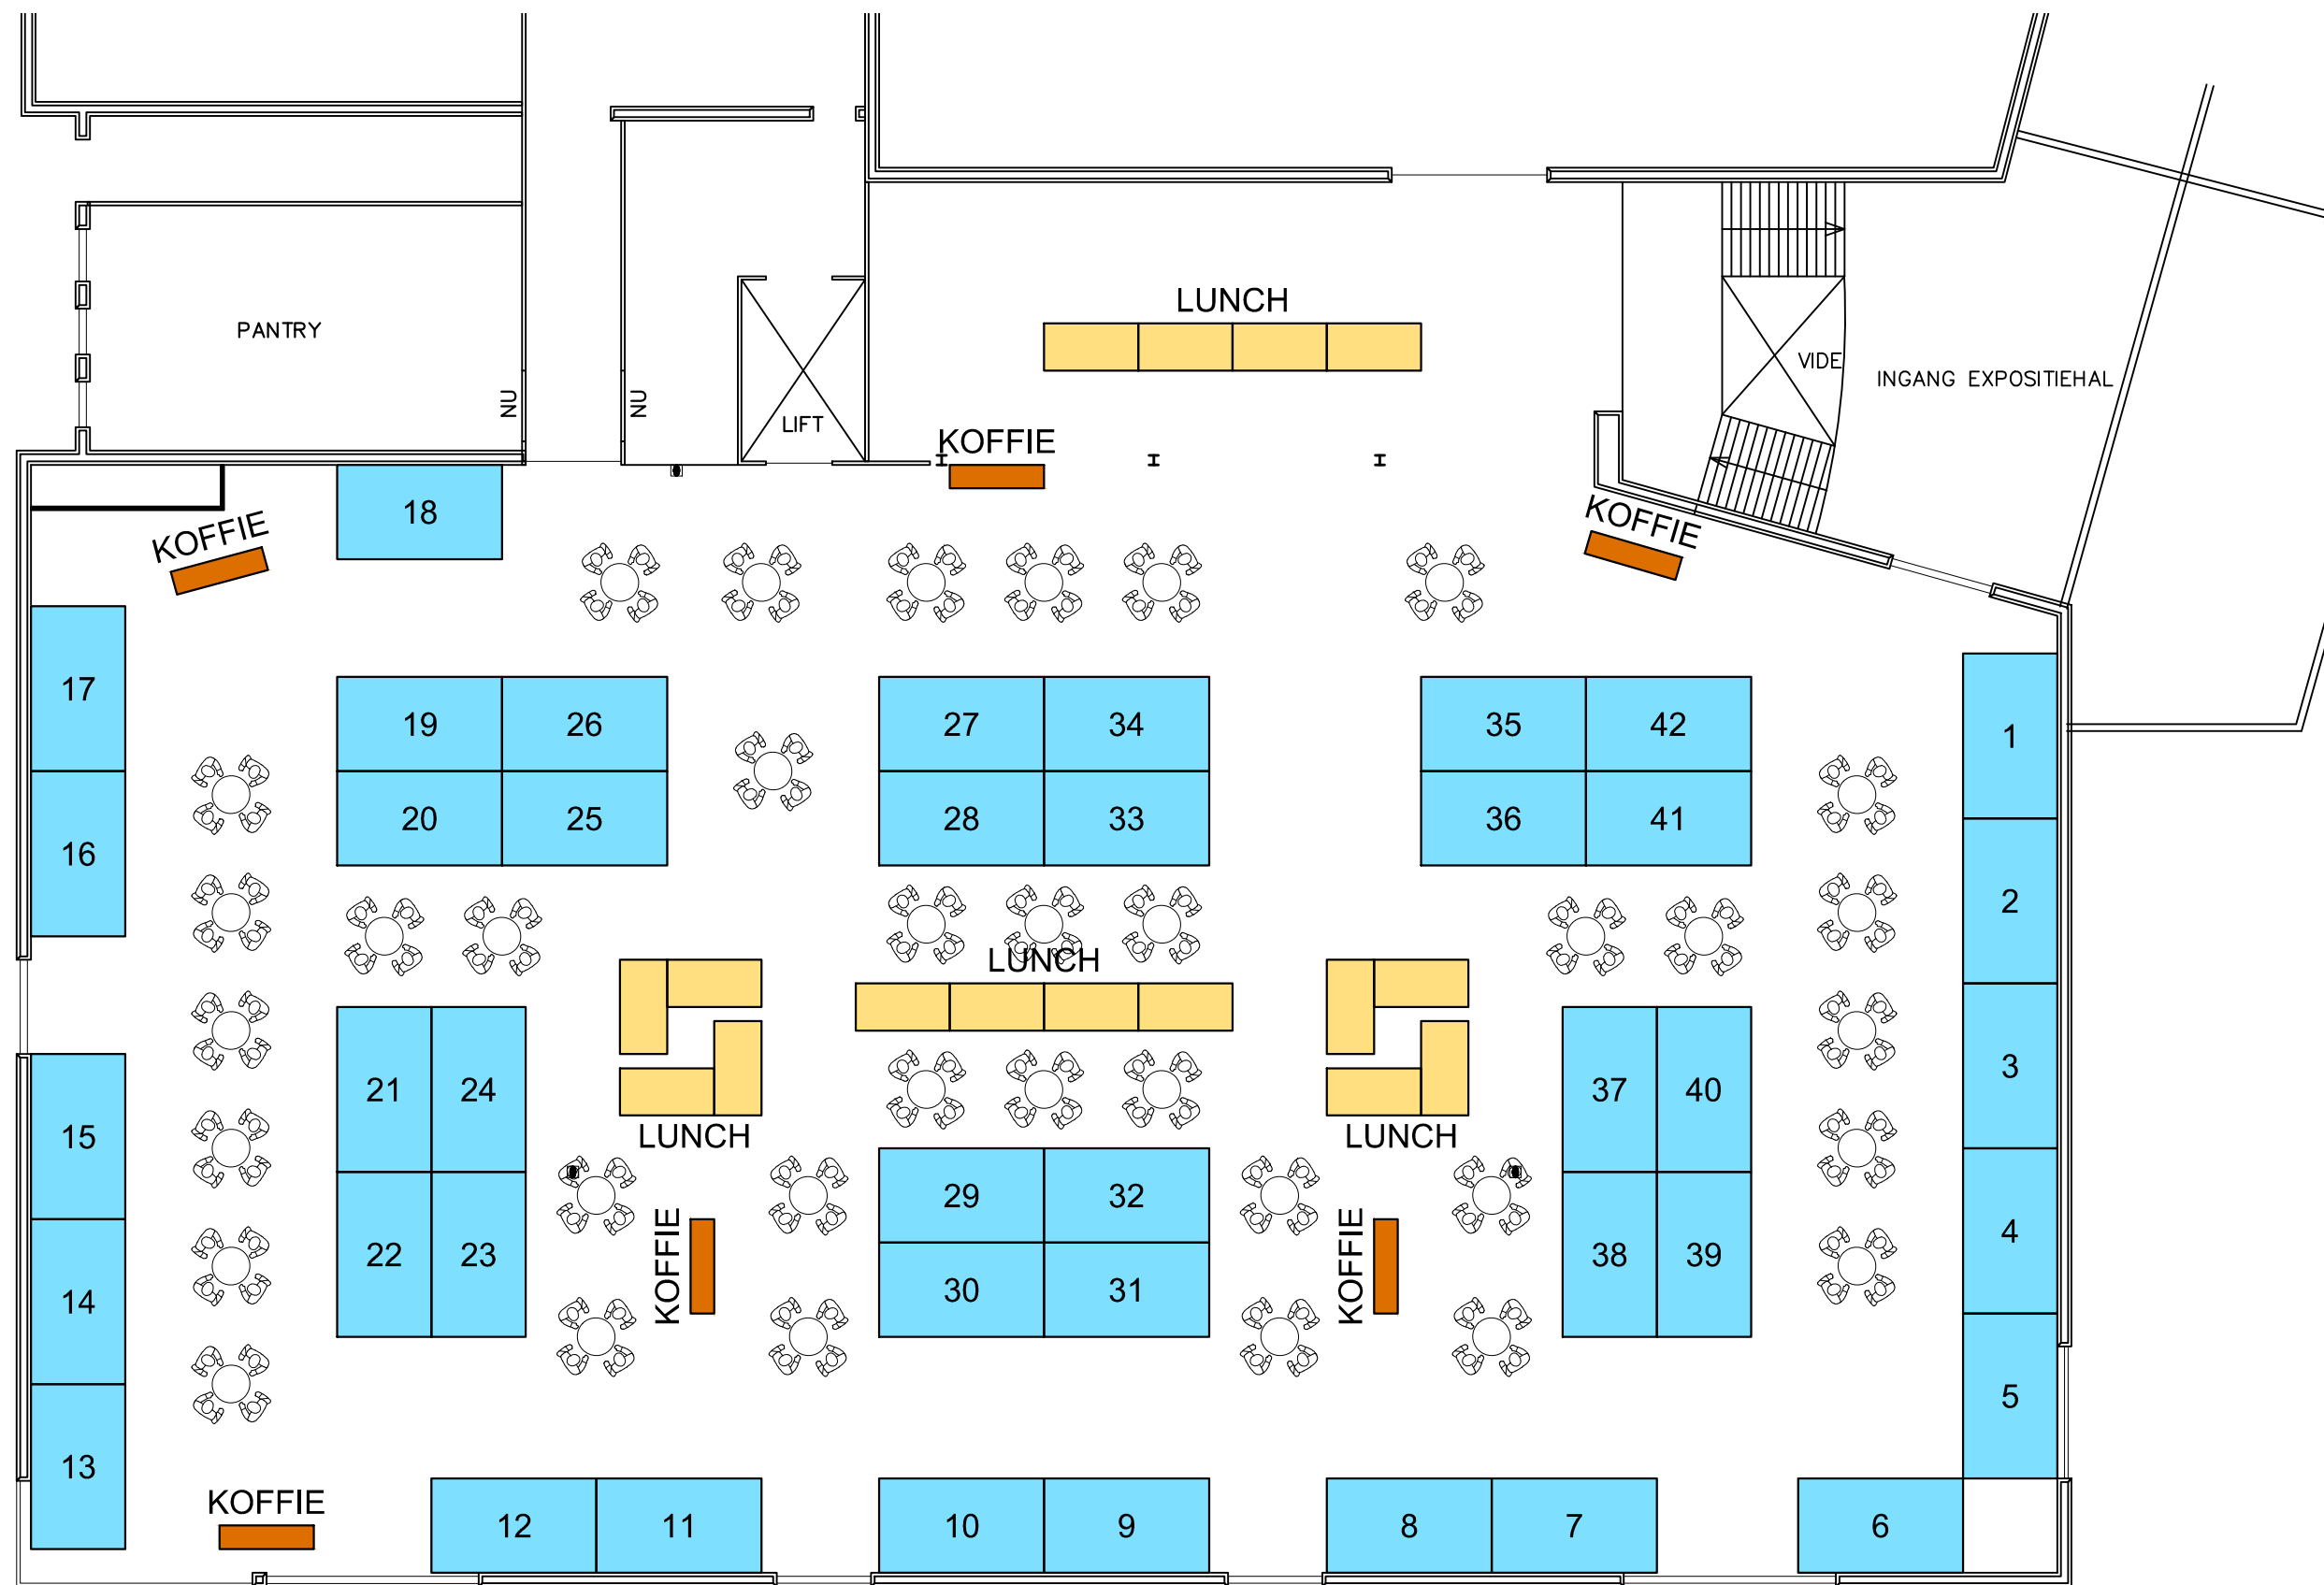 LUNCH
PANTRY
VIDE
INGANG EXPOSITIEHAL
NU
NU
LIFT
KOFFIE
KOFFIE
KOFFIE
18
17
19
26
27
34
35
42
1
16
20
25
28
33
36
41
2
LUNCH
3
21
24
37
40
15
LUNCH
LUNCH
29
32
4
22
23
KOFFIE
KOFFIE
38
39
14
30
31
5
13
KOFFIE
12
11
10
9
8
7
6